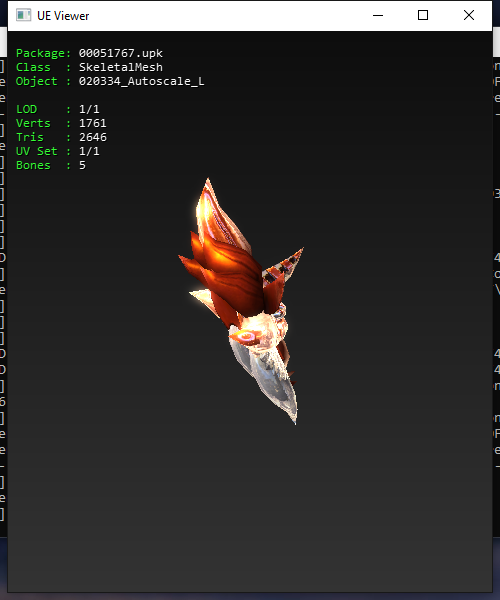 UE Viewer
Package: 00051767.upk
Class : SkeletalMesh
Object : 020334_Autoscale_L
LOD : 1/1
Verts : 1761
Tris : 2646
UV Set : 1/1
Bones : 5